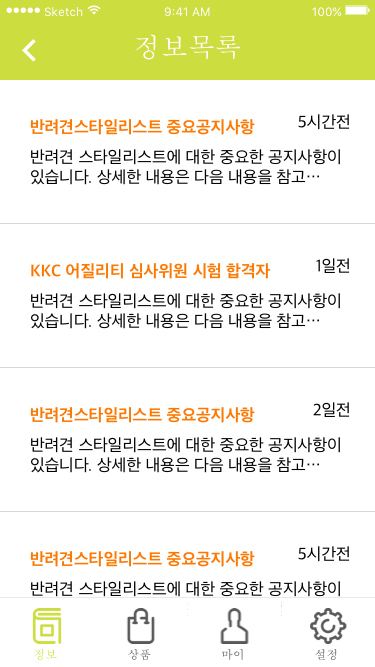 Sketch 9:41 AM 100%
정보목록
반려견스타일리스트 중요공지사항 5시간전
반려견 스타일리스트에 대한 중요한 공지사항이
있습니다. 상세한 내용은 다음 내용을 참고…
KKC 어질리티 심사위원 시험 합격자 1일전
반려견 스타일리스트에 대한 중요한 공지사항이
있습니다. 상세한 내용은 다음 내용을 참고…
반려견스타일리스트 중요공지사항 2일전
반려견 스타일리스트에 대한 중요한 공지사항이
있습니다. 상세한 내용은 다음 내용을 참고…
반려견스타일리스트 중요공지사항 5시간전
반려견 스타일리스트에 대한 중요한 공지사항이
정보 상품 마이 설정